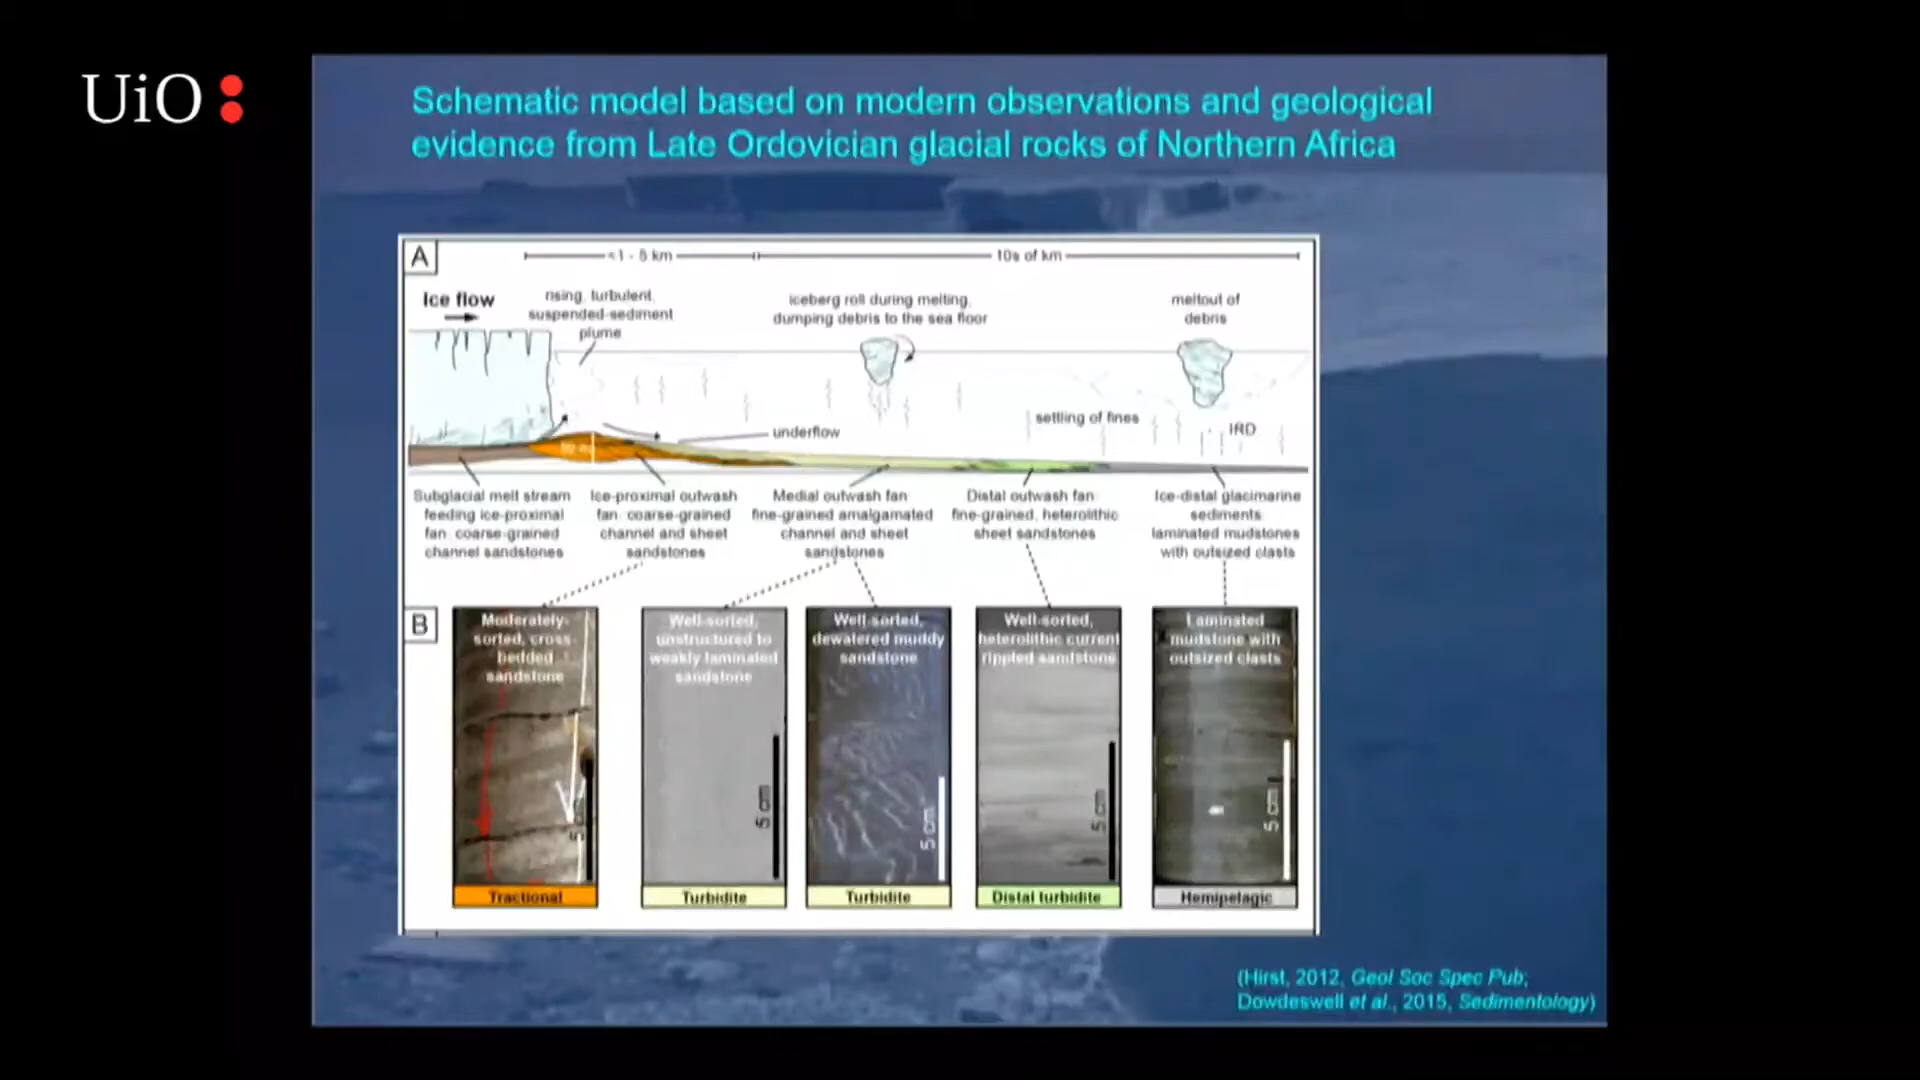 UiO
Schematic model based on modern observations and geological
evidence from Late Ordovician glacial rocks of Northern Africa
A
<1 - 5 km
10s of km
Ice flow
rising, turbulent,
suspended-sediment
plume
iceberg roll during melting,
dumping debris to the sea floor
meltout of
debris
settling of fines
IRD
underflow
Subglacial melt stream
feeding ice-proximal
fan: coarse-grained
channel sandstones
Ice-proximal outwash
fan: coarse-grained
channel and sheet
sandstones
Medial outwash fan:
fine-grained amalgamated
channel and sheet
sandstones
Distal outwash fan:
fine-grained, heterolithic
sheet sandstones
Ice-distal glacimarine
sediments:
laminated mudstones
with outsized clasts
B
Moderately-
sorted, cross-
bedded
sandstone
5 cm
Tractional
Well-sorted,
unstructured to
weakly laminated
sandstone
5 cm
Turbidite
Well-sorted,
dewatered muddy
sandstone
5 cm
Turbidite
Well-sorted,
heterolithic current
rippled sandstone
5 cm
Distal turbidite
Laminated
mudstone with
outsized clasts
5 cm
Hemipelagic
(Hirst, 2012, Geol Soc Spec Pub;
Dowdeswell et al., 2015, Sedimentology)